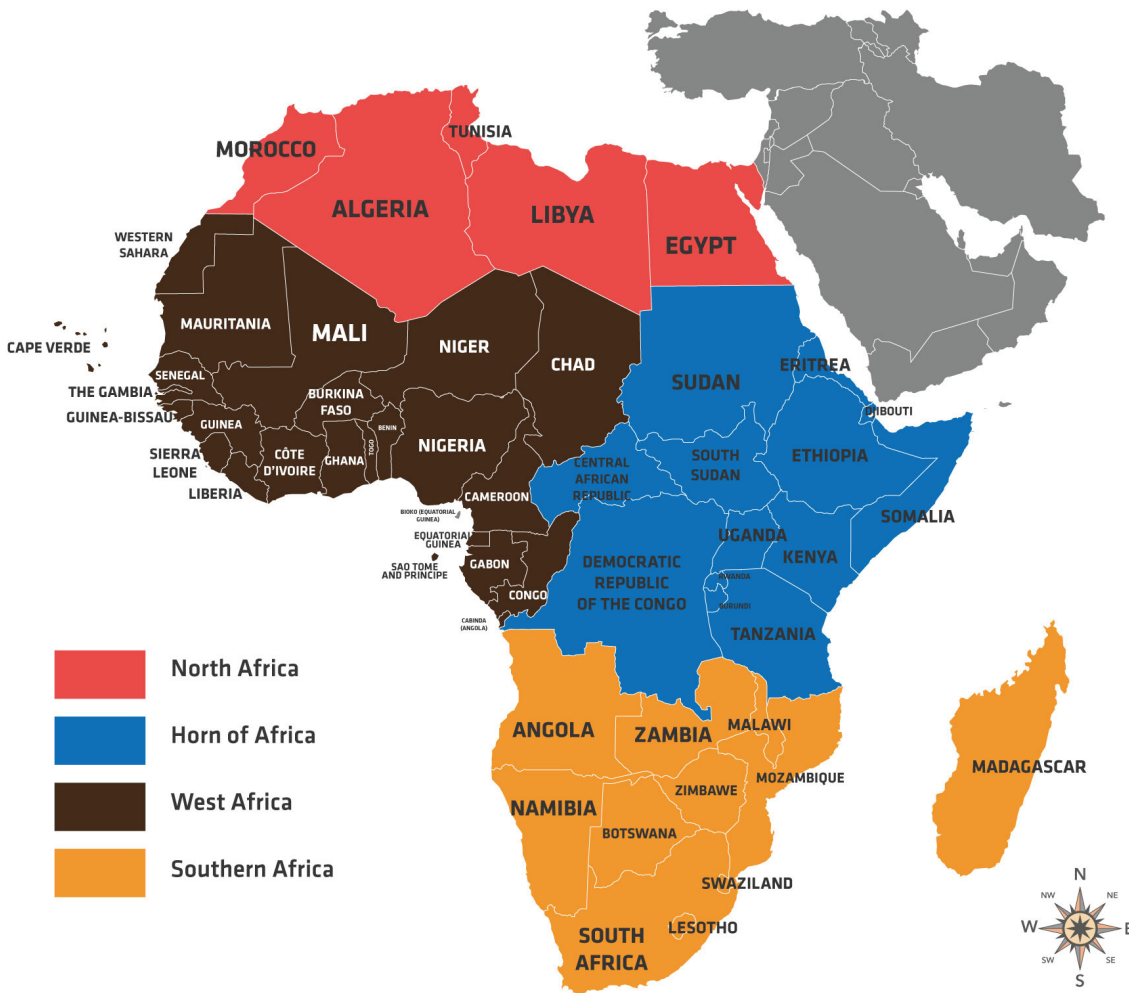 TUNISIA
MOROCCO
ALGERIA
LIBYA
EGYPT
WESTERN
SAHARA
MAURITANIA
MALI
NIGER
CHAD
CAPE VERDE
SENEGAL
THE GAMBIA
GUINEA-BISSAU
GUINEA
BURKINA
FASO
BENIN
TOGO
NIGERIA
SIERRA
LEONE
CÔTE
D'IVOIRE
GHANA
LIBERIA
SUDAN
ERITREA
DJIBOUTI
SOUTH
SUDAN
ETHIOPIA
CENTRAL
AFRICAN
REPUBLIC
SOMALIA
CAMEROON
BIOKO (EQUATORIAL
GUINEA)
EQUATORIAL
GUINEA
SAO TOME
AND PRINCIPE
GABON
CONGO
CABINDA
(ANGOLA)
DEMOCRATIC
REPUBLIC
OF THE CONGO
UGANDA
KENYA
RWANDA
BURUNDI
TANZANIA
North Africa
Horn of Africa
West Africa
Southern Africa
ANGOLA
ZAMBIA
MALAWI
MOZAMBIQUE
MADAGASCAR
NAMIBIA
ZIMBAWE
BOTSWANA
SWAZILAND
LESOTHO
SOUTH
AFRICA
N
NW
NE
W
E
SW
SE
S